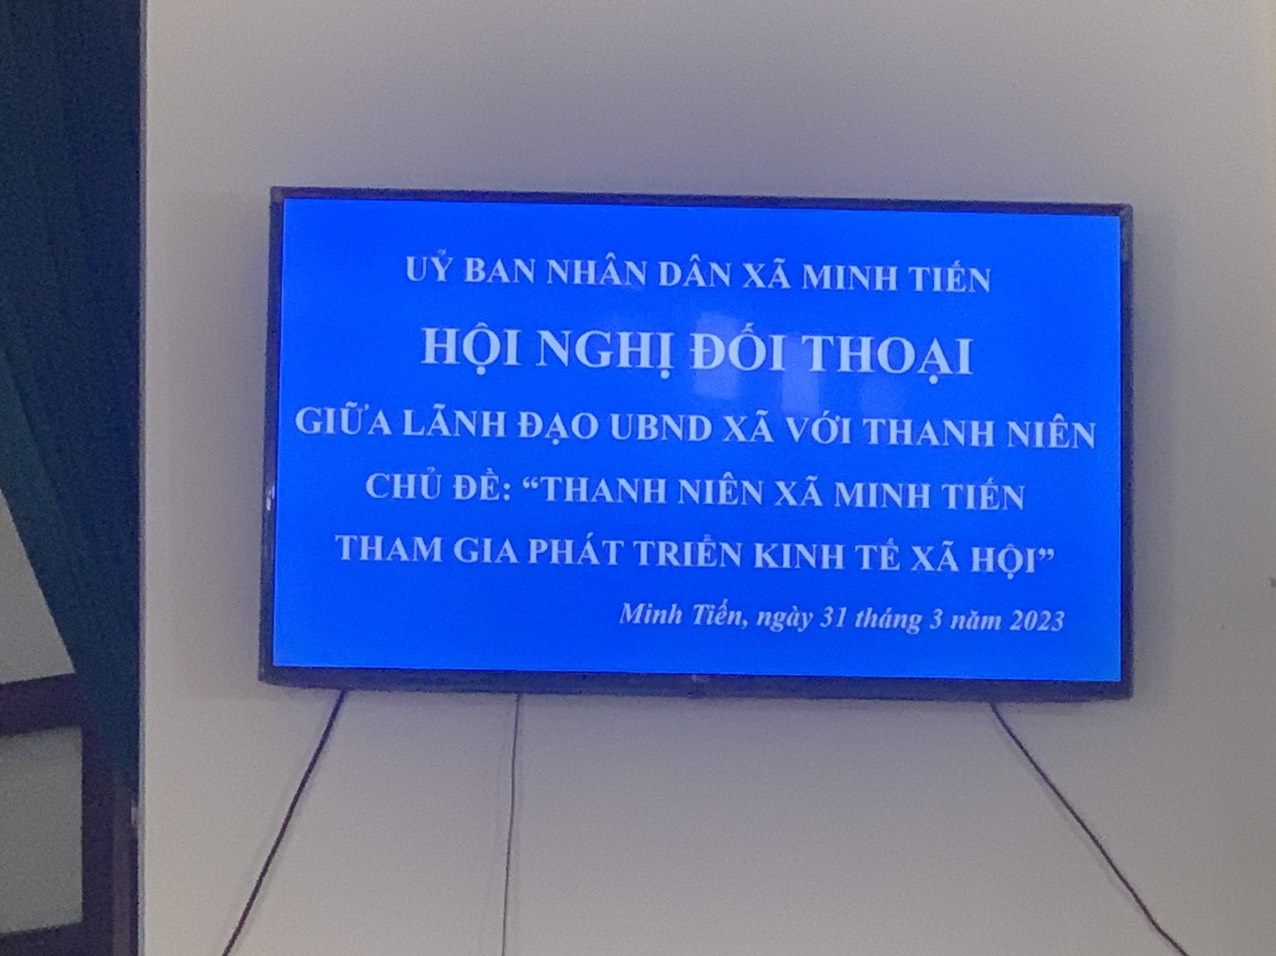 UỶ BAN NHÂN DÂN XÃ MINH TIẾN
HỘI NGHỊ ĐỐI THOẠI
GIỮA LÃNH ĐẠO UBND XÃ VỚI THANH NIÊN
CHỦ ĐỀ: “THANH NIÊN XÃ MINH TIẾN
THAM GIA PHÁT TRIỂN KINH TẾ XÃ HỘI”
Minh Tiến, ngày 31 tháng 3 năm 2023